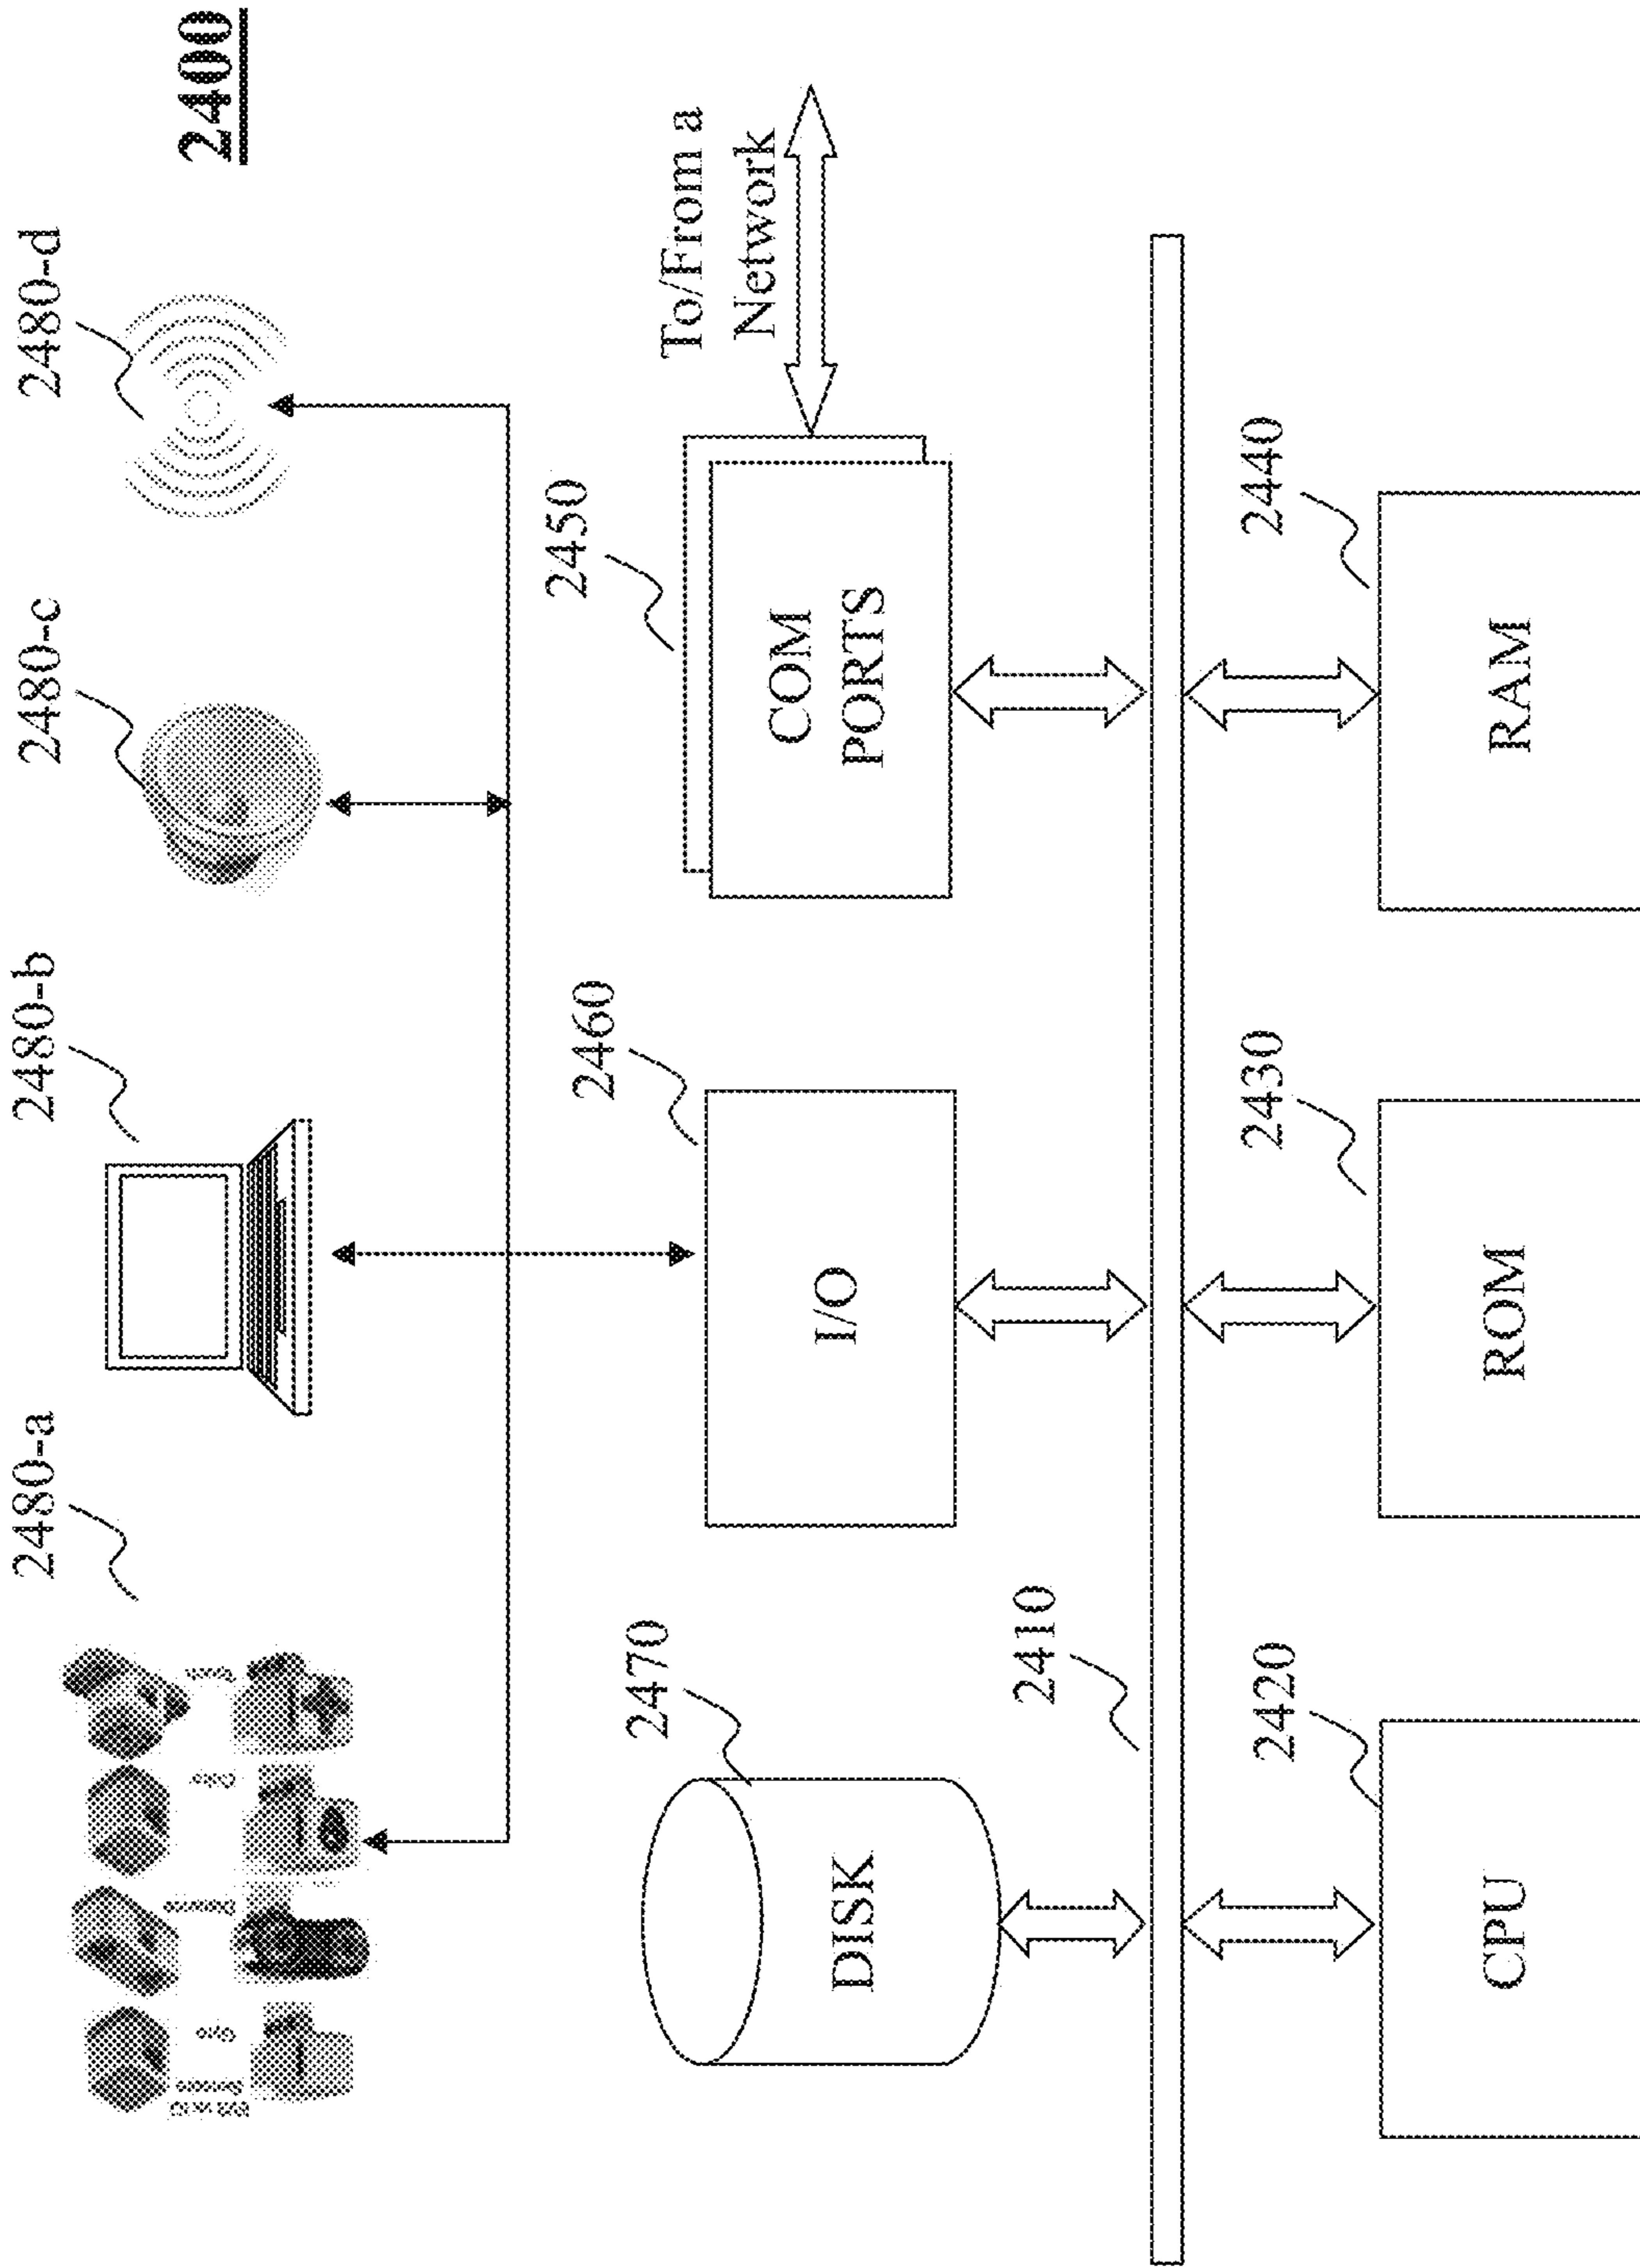 2400
2480-a
2480-b
2480-c
2480-d
To/From a
Network
2470
2460
2450
DISK
I/O
COM
PORTS
2410
2420
2430
2440
CPU
ROM
RAM